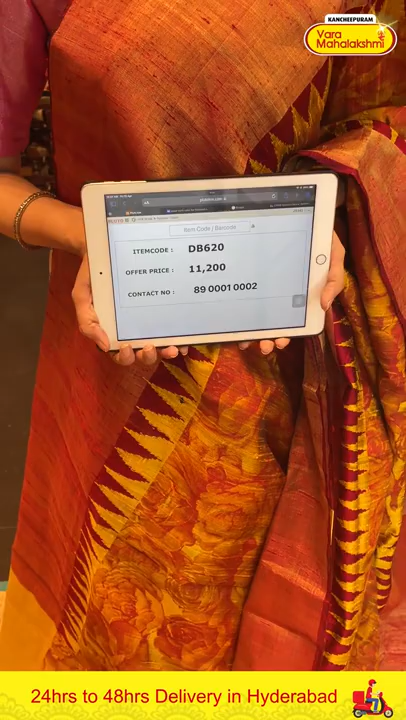 KANCHEEPURAM
Vara
Mahalakshmi
Item Code / Barcode
ITEMCODE : DB620
OFFER PRICE : 11,200
CONTACT NO : 89 0001 0002
24hrs to 48hrs Delivery in Hyderabad